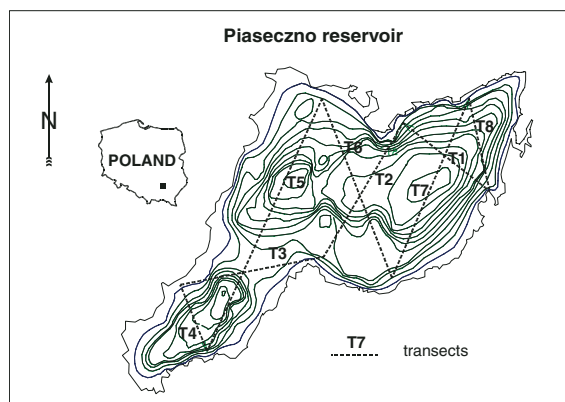 Piaseczno reservoir
N
POLAND
T8
T6
T1
T5
T2
T7
T3
T4
T7
transects